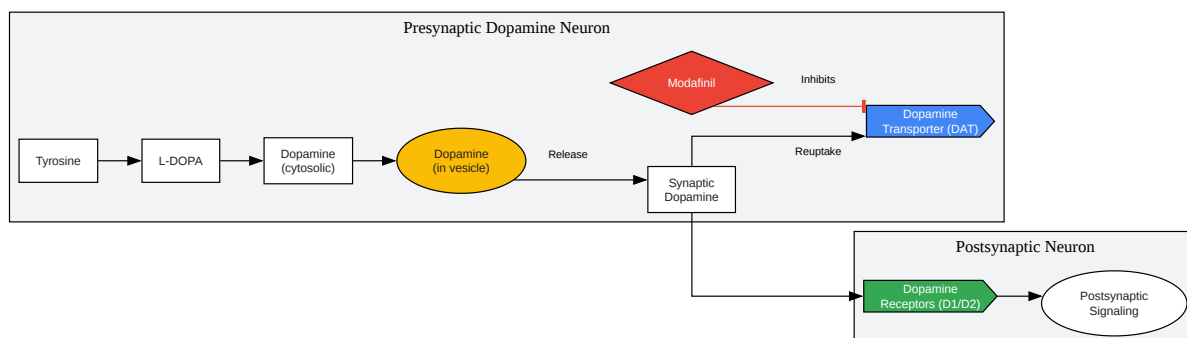 Presynaptic Dopamine Neuron
Modafinil
Inhibits
Dopamine
Transporter (DAT)
Tyrosine
L-DOPA
Dopamine
(cytosolic)
Dopamine
(in vesicle)
Release
Reuptake
Synaptic
Dopamine
Postsynaptic Neuron
Dopamine
Receptors (D1/D2)
Postsynaptic
Signaling